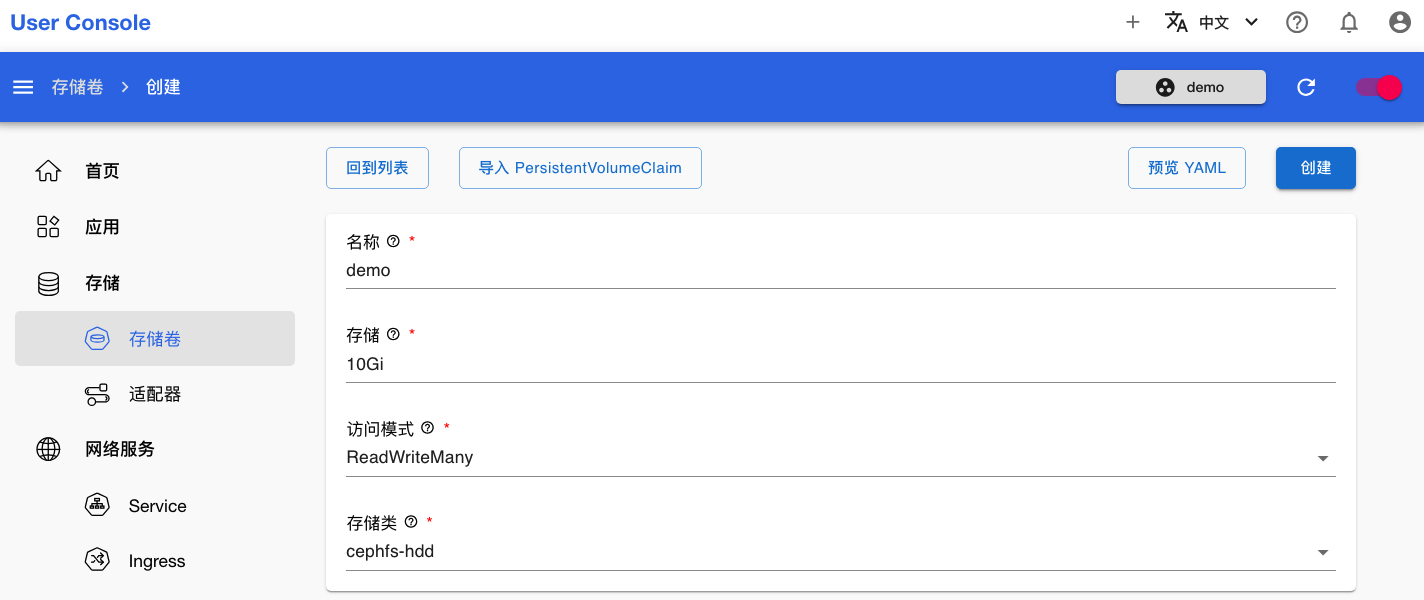 User Console
中文
存储卷 > 创建
demo
首页
应用
存储
存储卷
适配器
网络服务
Service
Ingress
回到列表
导入 PersistentVolumeClaim
预览 YAML
创建
名称 *
demo
存储 *
10Gi
访问模式 *
ReadWriteMany
存储类 *
cephfs-hdd